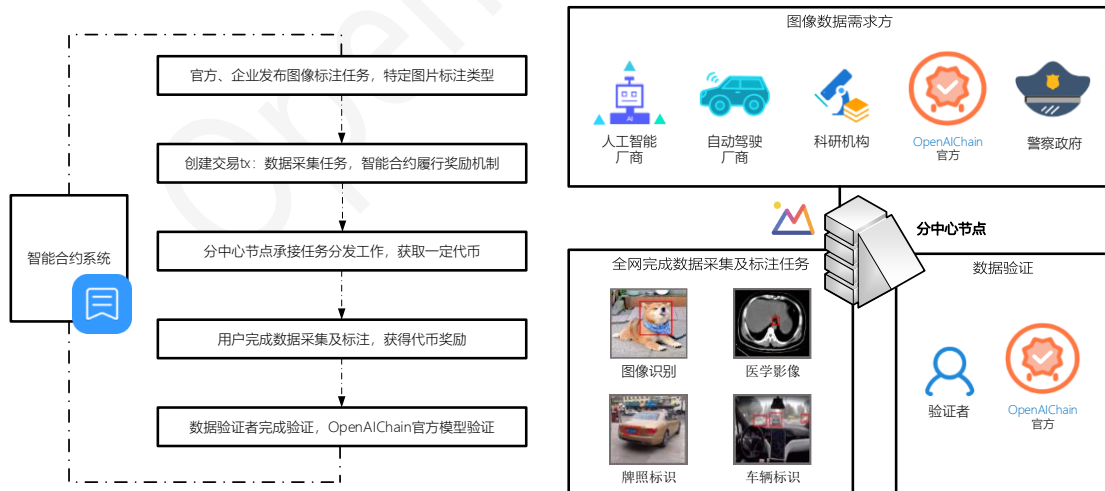 官方、企业发布图像标注任务，特定图片标注类型
创建交易tx：数据采集任务，智能合约履行奖励机制
分中心节点承接任务分发工作，获取一定代币
智能合约系统
用户完成数据采集及标注，获得代币奖励
数据验证者完成验证，OpenAIChain官方模型验证
图像数据需求方
AI
人工智能
厂商
自动驾驶
厂商
科研机构
OpenAIChain
官方
警察政府
分中心节点
全网完成数据采集及标注任务
图像识别
医学影像
牌照标识
车辆标识
数据验证
验证者
OpenAIChain
官方
Open